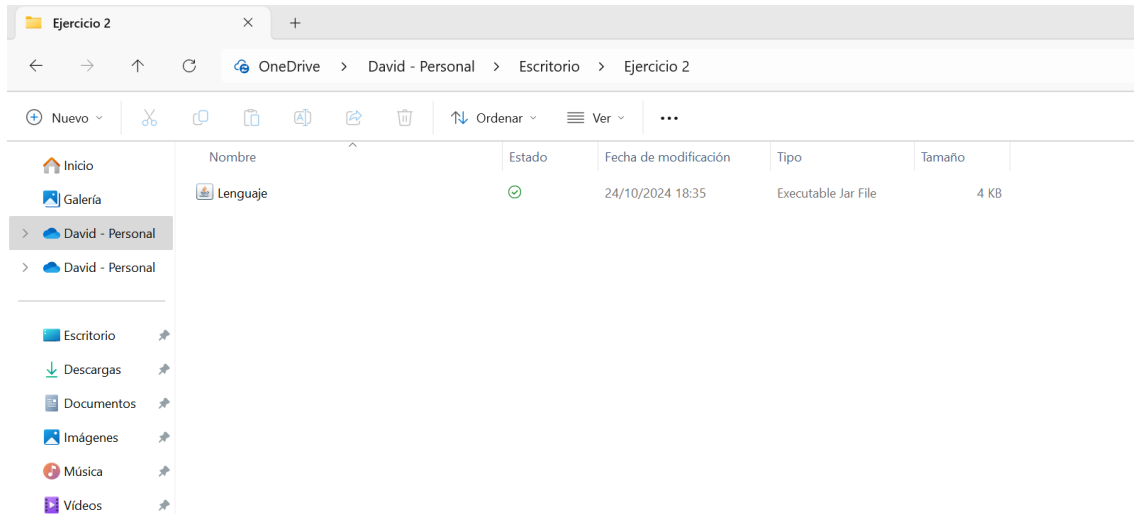 Ejercicio 2
OneDrive > David - Personal > Escritorio > Ejercicio 2
Nuevo Ordenar Ver
Nombre Estado Fecha de modificación Tipo Tamaño
Lenguaje 24/10/2024 18:35 Executable Jar File 4 KB
Inicio
Galería
David - Personal
David - Personal
Escritorio
Descargas
Documentos
Imágenes
Música
Vídeos